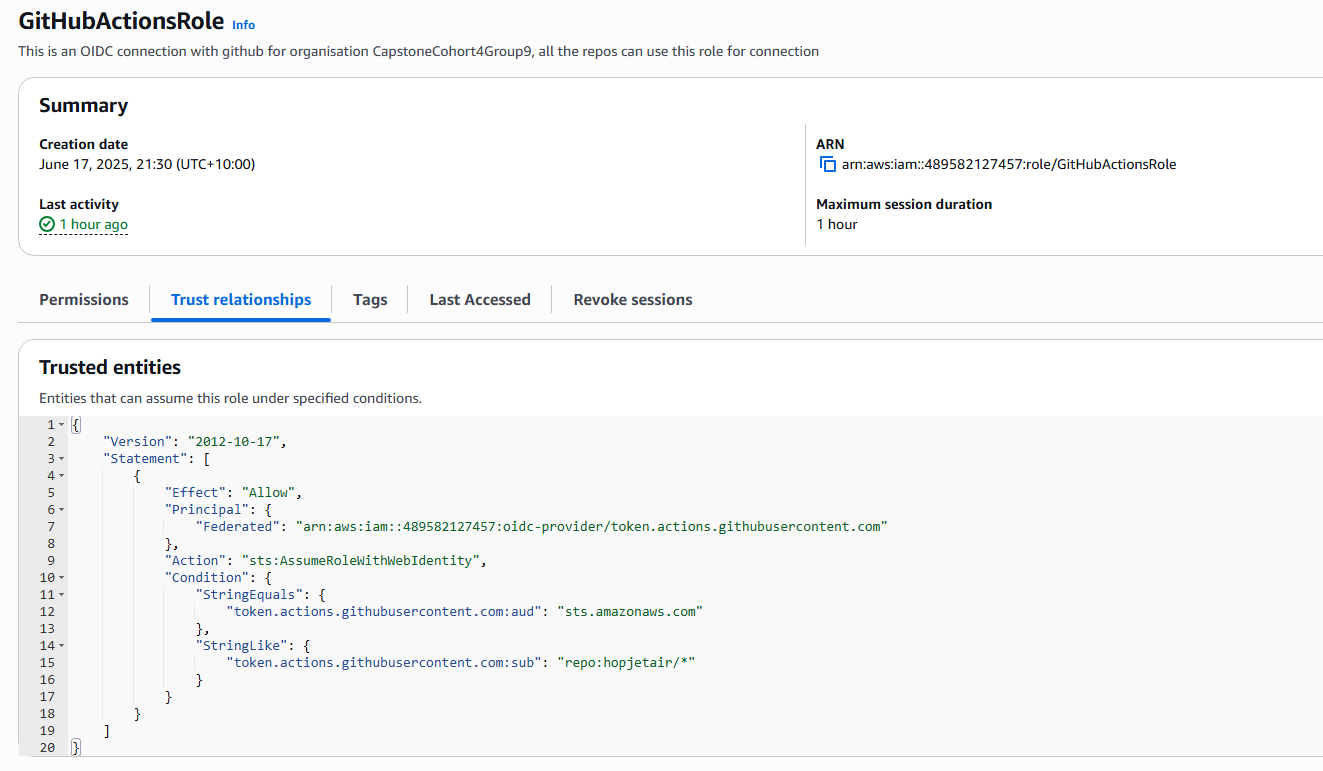 GitHubActionsRole Info
This is an OIDC connection with github for organisation CapstoneCohort4Group9, all the repos can use this role for connection
Summary
Creation date
June 17, 2025, 21:30 (UTC+10:00)
ARN
arn:aws:iam::489582127457:role/GitHubActionsRole
Last activity
1 hour ago
Maximum session duration
1 hour
Permissions Trust relationships Tags Last Accessed Revoke sessions
Trusted entities
Entities that can assume this role under specified conditions.
1 {
2 "Version": "2012-10-17",
3 "Statement": [
4 {
5 "Effect": "Allow",
6 "Principal": {
7 "Federated": "arn:aws:iam::489582127457:oidc-provider/token.actions.githubusercontent.com"
8 },
9 "Action": "sts:AssumeRoleWithWebIdentity",
10 "Condition": {
11 "StringEquals": {
12 "token.actions.githubusercontent.com:aud": "sts.amazonaws.com"
13 },
14 "StringLike": {
15 "token.actions.githubusercontent.com:sub": "repo:hopjetair/*"
16 }
17 }
18 }
19 ]
20 }